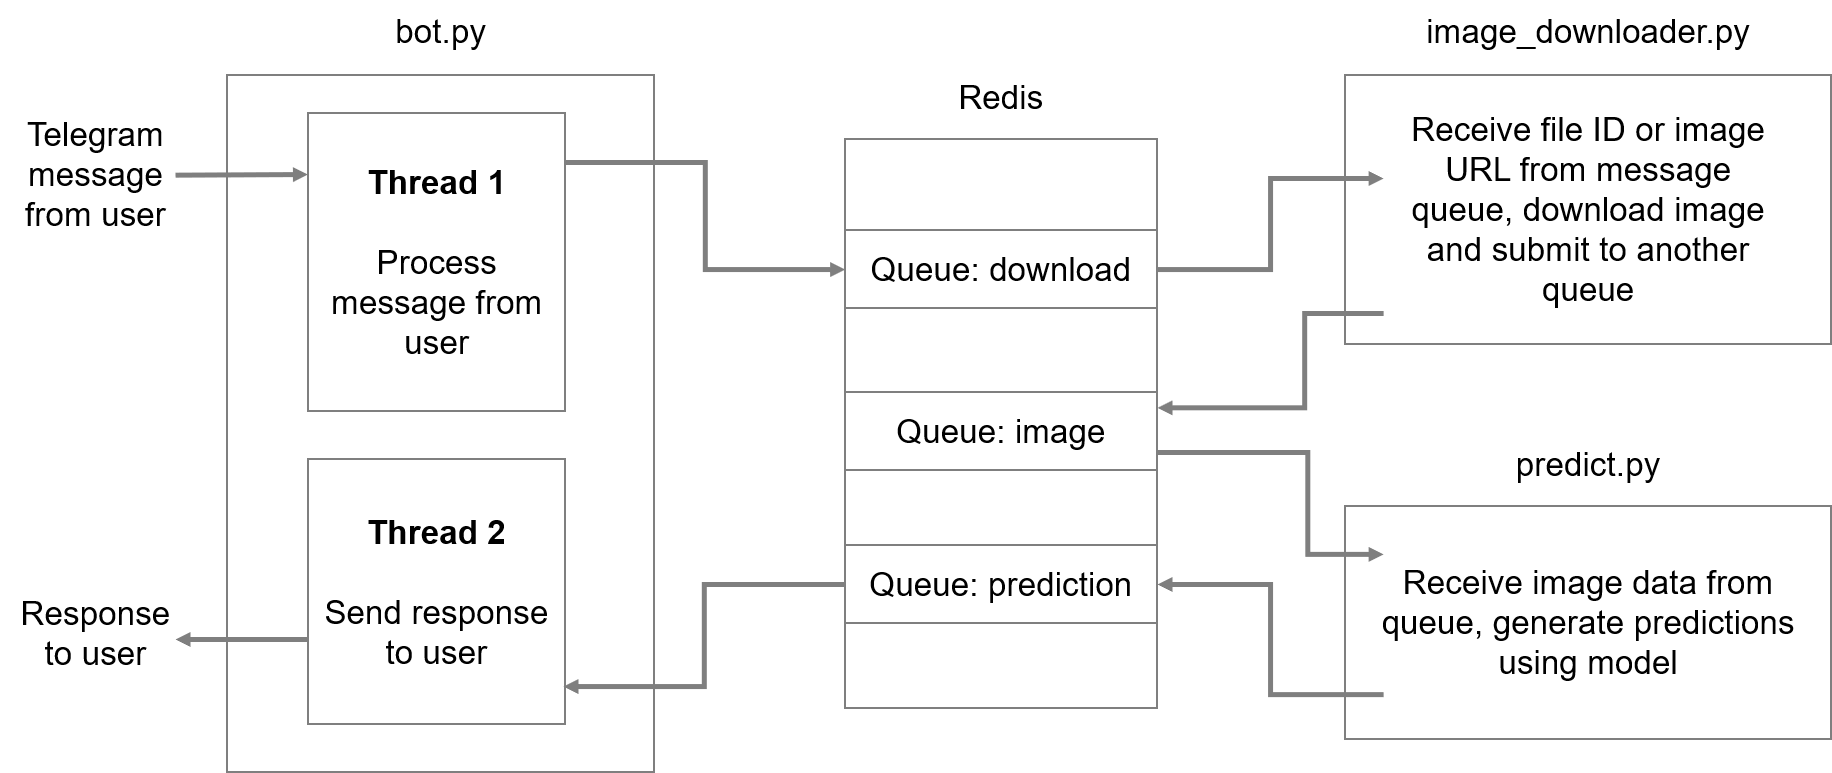 bot.py
Telegram
message
from user
Thread 1
Process
message from
user
Thread 2
Send response
to user
Response
to user
Redis
Queue: download
Queue: image
Queue: prediction
image_downloader.py
Receive file ID or image
URL from message
queue, download image
and submit to another
queue
predict.py
Receive image data from
queue, generate predictions
using model